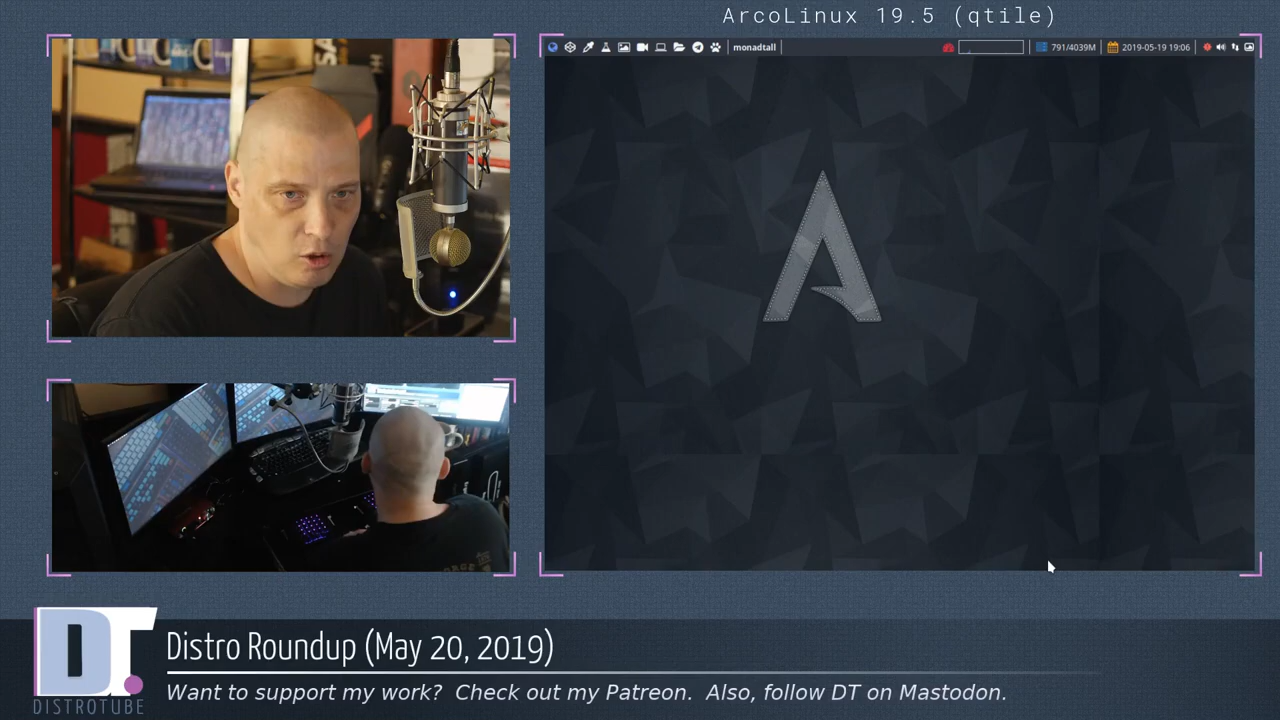 ArcoLinux 19.5 (qtile)
monadtall
791/4039M
2019-05-19 19:06
DT
DISTROTUBE
Distro Roundup (May 20, 2019)
Want to support my work? Check out my Patreon. Also, follow DT on Mastodon.